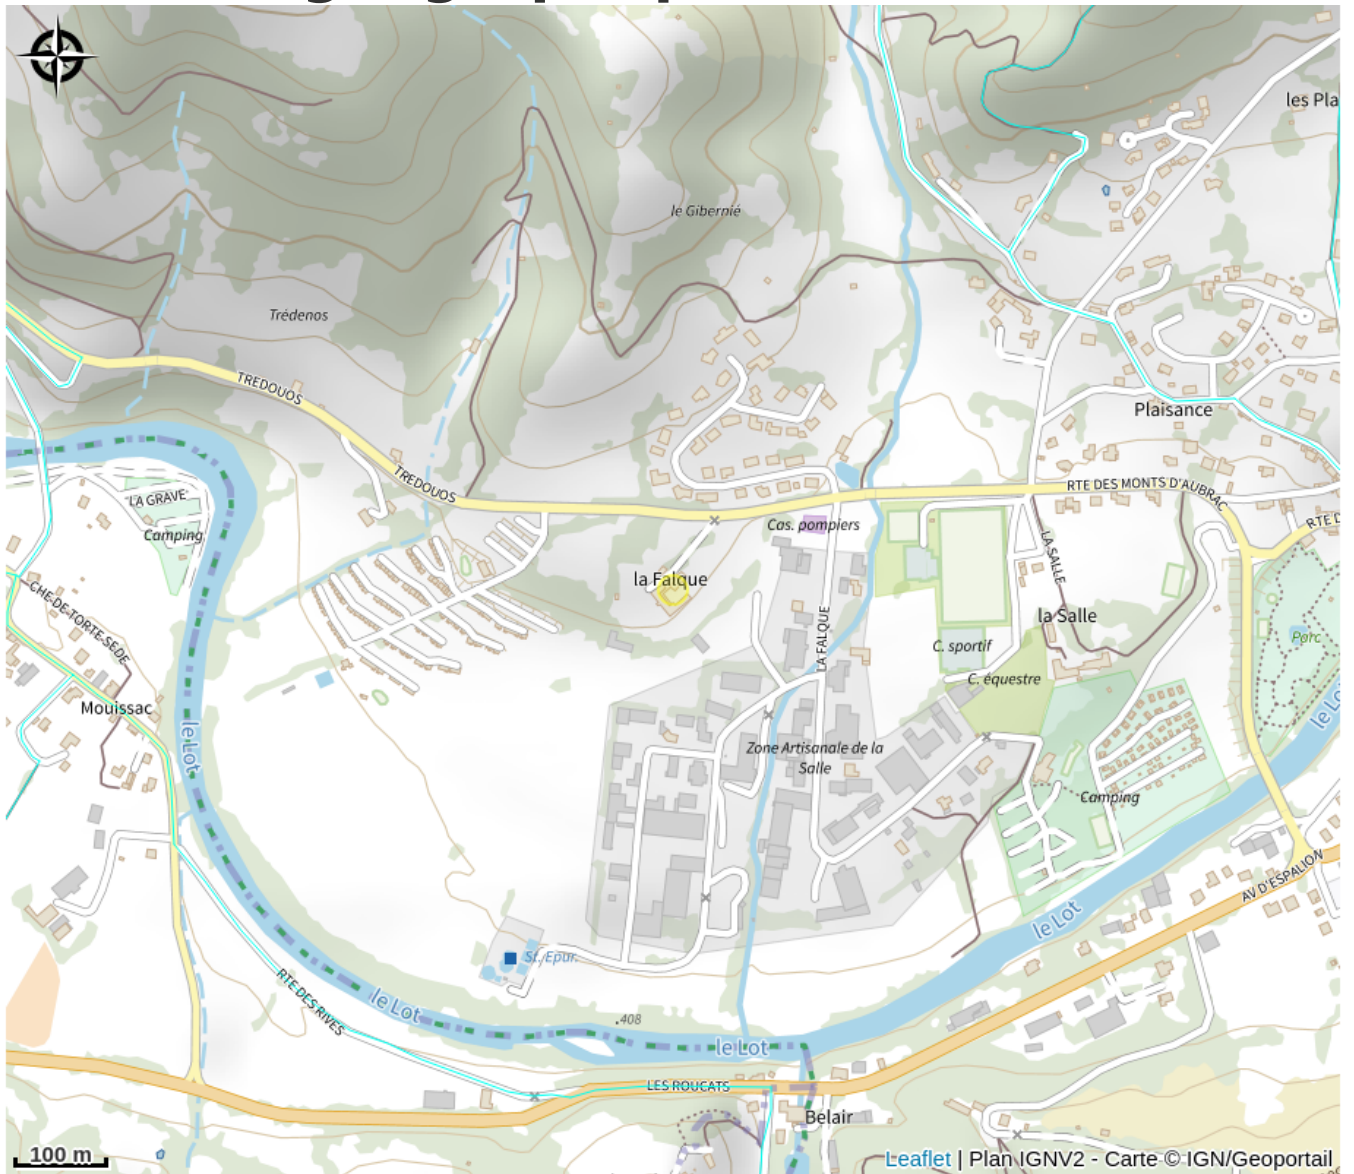 les Pla
le Gibernié
Trédenos
TREDOUOS
Plaisance
TREDOUOS
RTE DES MONTS D'AUBRAC
LA GRAVE
Cas. pompiers
RTE D
Camping
LA SALLE
la Falque
CHE-DE-TORTE-SEDE
LA FALQUE
la Salle
Parc
C. sportif
C. équestre
Mouissac
le Lot
le Lo
Zone Artisanale de la
Salle
Camping
AV D'ESPALION
le Lot
St. Epur.
RTE DES RIVES
le Lot
.408
le Lot
LES ROUCATS
Belair
100 m
Leaflet | Plan IGNV2 - Carte © IGN/Geoportail